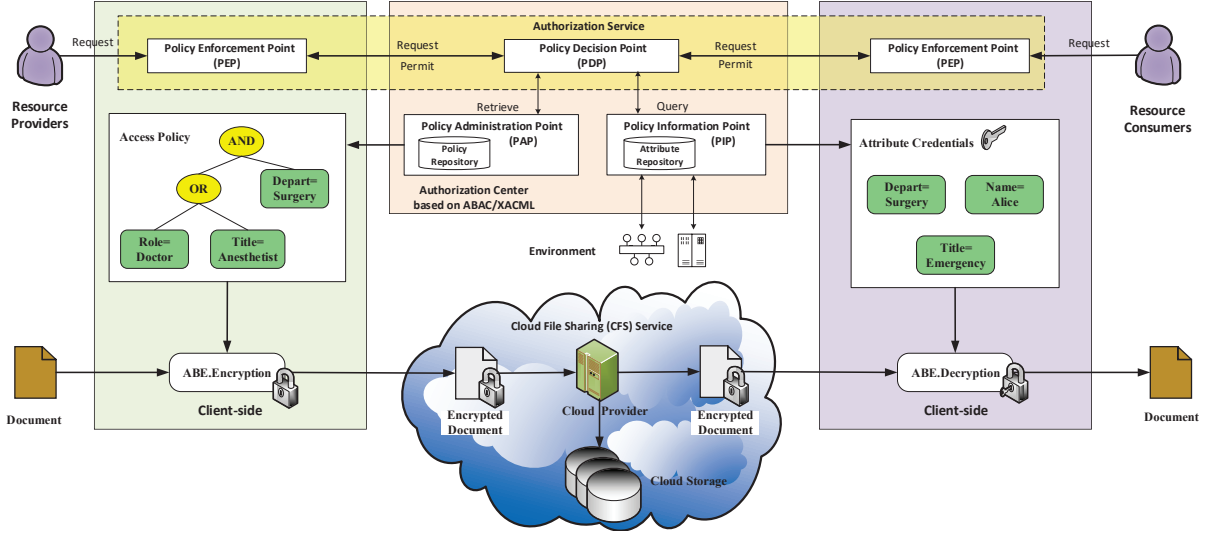 Authorization Service
Request
Policy Enforcement Point
(PEP)
Request
Permit
Policy Decision Point
(PDP)
Request
Permit
Policy Enforcement Point
(PEP)
Request
Resource
Providers
Resource
Consumers
Retrieve
Query
Access Policy
AND
OR
Depart=
Surgery
Role=
Doctor
Title=
Anesthetist
Policy Administration Point
(PAP)
Policy
Repository
Policy Information Point
(PIP)
Attribute
Repository
Authorization Center
based on ABAC/XACML
Attribute Credentials
Depart=
Surgery
Name=
Alice
Title=
Emergency
Environment
Cloud File Sharing (CFS) Service
Document
ABE.Encryption
Client-side
Encrypted
Document
Cloud Provider
Encrypted
Document
Cloud Storage
ABE.Decryption
Client-side
Document